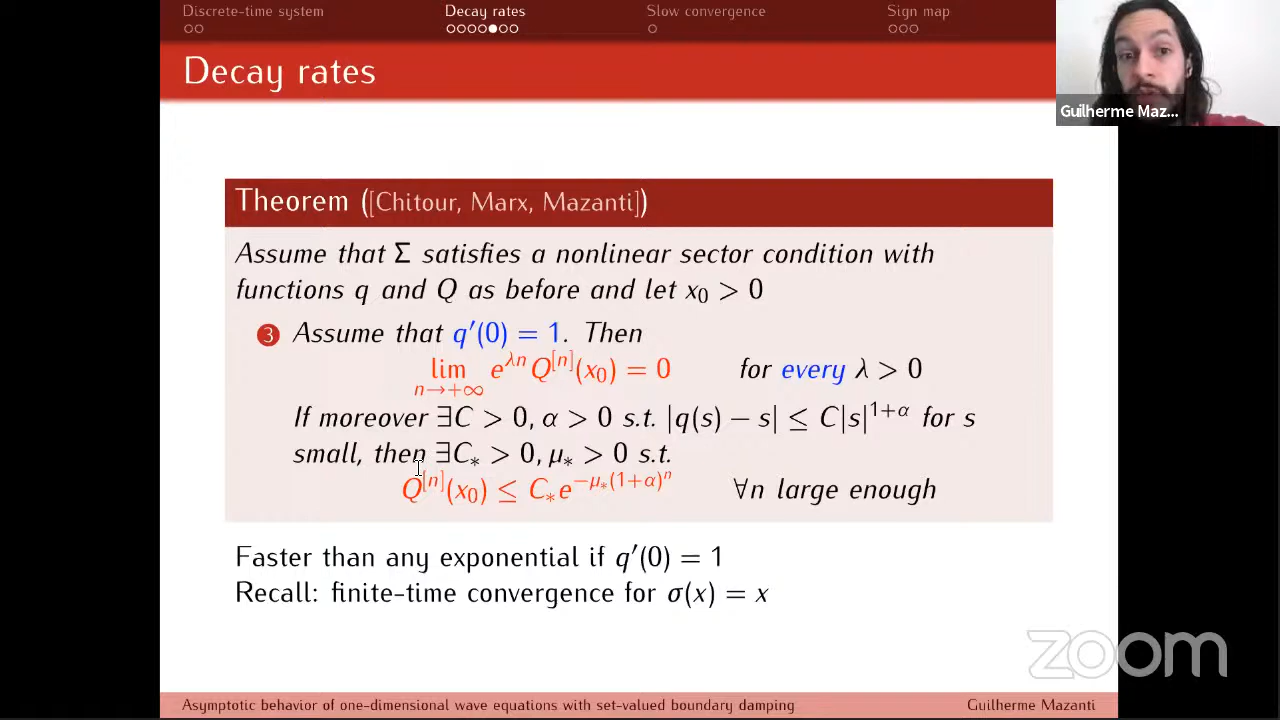 Discrete-time system
Decay rates
Slow convergence
Sign map
Decay rates
Guilherme Maz...
Theorem ([Chitour, Marx, Mazanti])
Assume that Σ satisfies a nonlinear sector condition with
functions q and Q as before and let x₀ > 0
3 Assume that q′(0) = 1. Then
lim_{n→+∞} e^{λn} Q^{[n]}(x₀) = 0 for every λ > 0
If moreover ∃C > 0, α > 0 s.t. |q(s) − s| ≤ C|s|^{1+α} for s
small, then ∃C_* > 0, μ_* > 0 s.t.
Q^{[n]}(x₀) ≤ C_* e^{−μ_*(1+α)^n} ∀n large enough
Faster than any exponential if q′(0) = 1
Recall: finite-time convergence for σ(x) = x
zoom
Asymptotic behavior of one-dimensional wave equations with set-valued boundary damping
Guilherme Mazanti